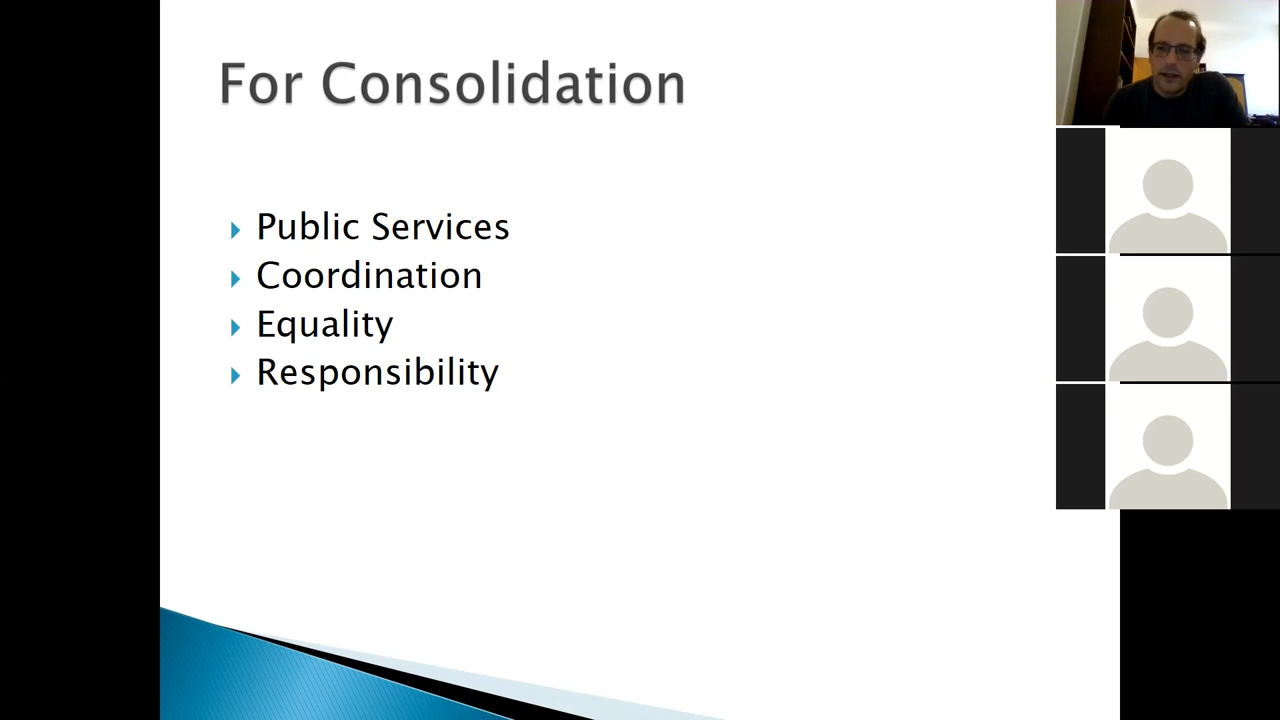 For Consolidation
Public Services
Coordination
Equality
Responsibility